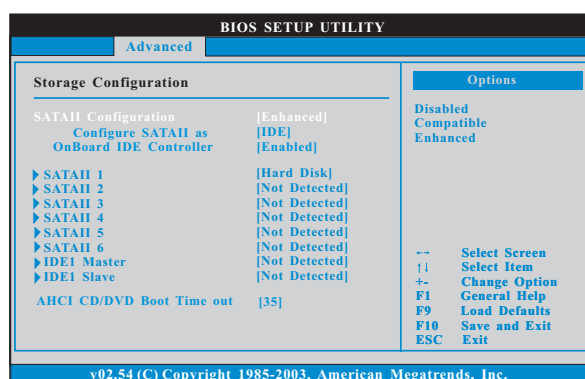 BIOS SETUP UTILITY
Advanced
Storage Configuration
SATAII Configuration [Enhanced]
Configure SATAII as [IDE]
OnBoard IDE Controller [Enabled]
SATAII 1 [Hard Disk]
SATAII 2 [Not Detected]
SATAII 3 [Not Detected]
SATAII 4 [Not Detected]
SATAII 5 [Not Detected]
SATAII 6 [Not Detected]
IDE1 Master [Not Detected]
IDE1 Slave [Not Detected]
AHCI CD/DVD Boot Time out [35]
Options
Disabled
Compatible
Enhanced
←→ Select Screen
↑↓ Select Item
+- Change Option
F1 General Help
F9 Load Defaults
F10 Save and Exit
ESC Exit
v02.54 (C) Copyright 1985-2003, American Megatrends, Inc.